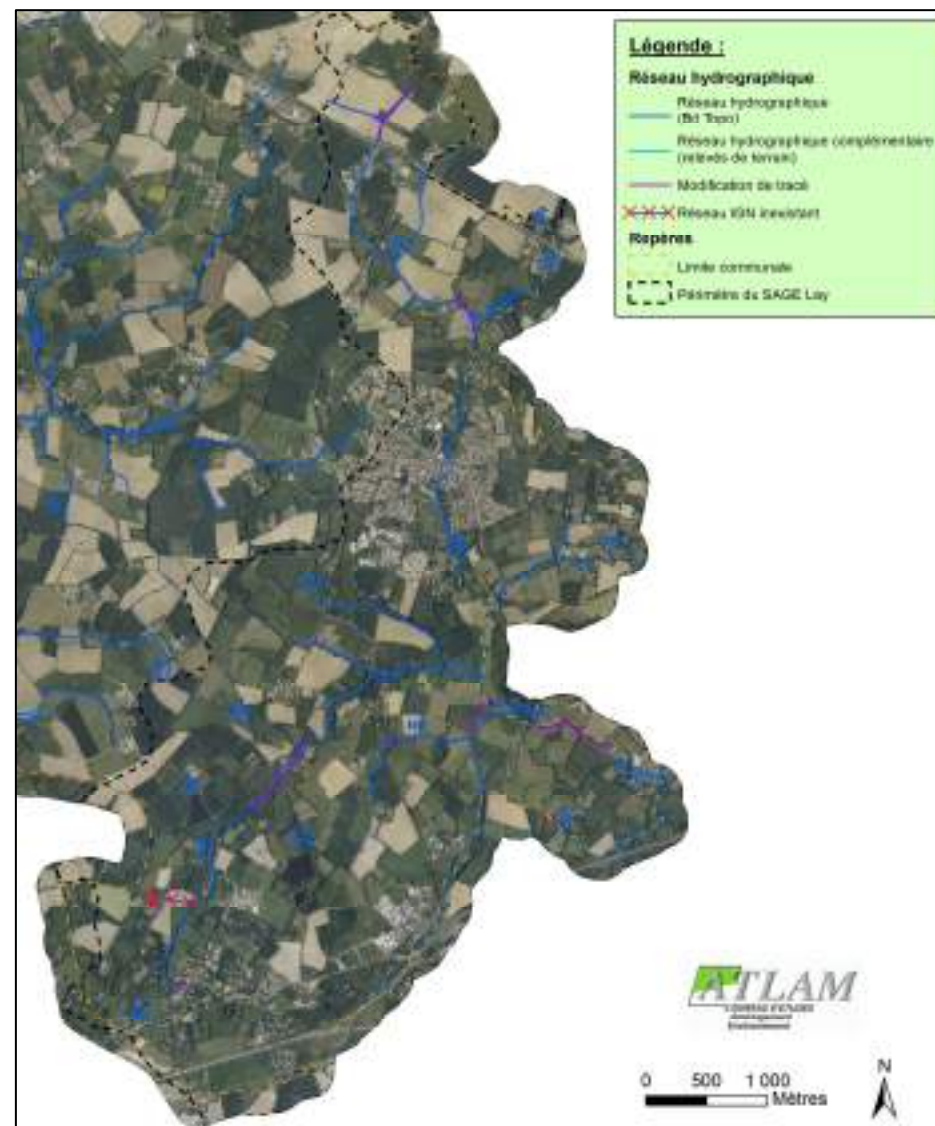 Légende :
Réseau hydrographique
Réseau hydrographique
(Bd Topo)
Réseau hydrographique complémentaire
(relevés de terrain)
Modification de tracé
Réseau IGN inexistant
Repères
Limite communale
Périmètre du SAGE Lay
ATLAM
Environnement
N
0 500 1 000
Mètres